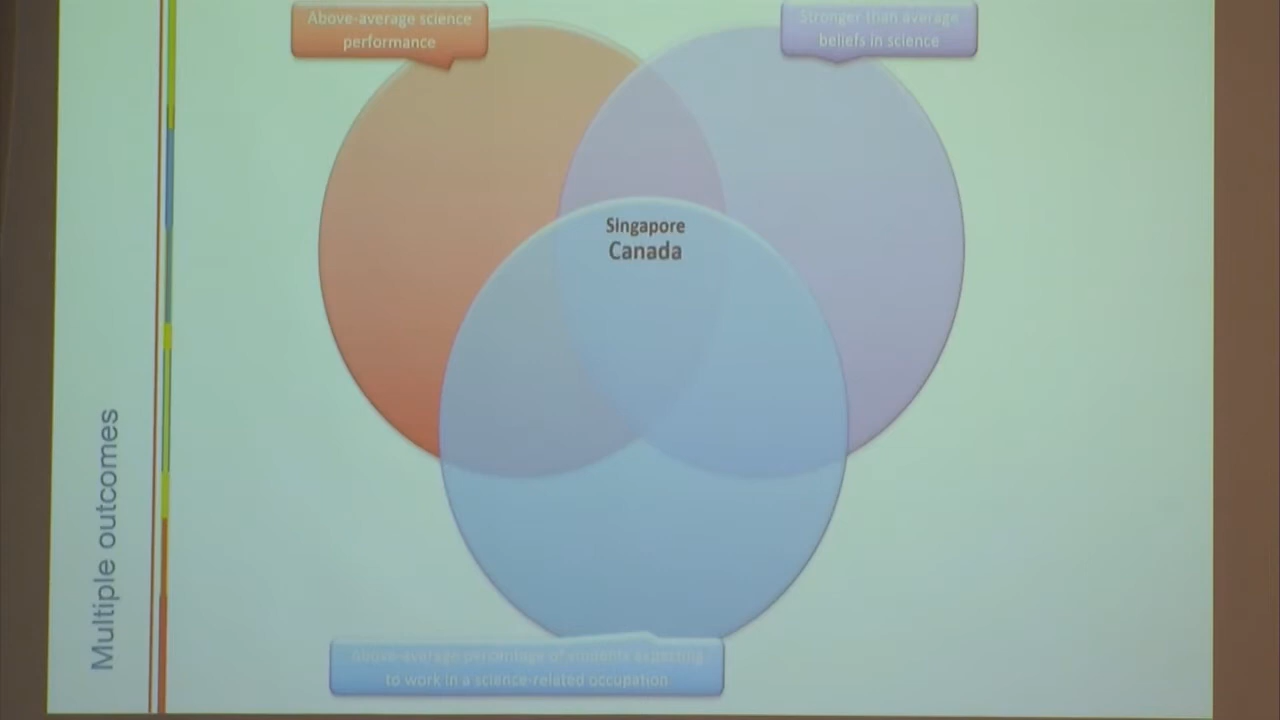 Above-average science
performance
Stronger than average
beliefs in science
Singapore
Canada
Multiple outcomes
Above-average percentage of students expecting
to work in a science-related occupation